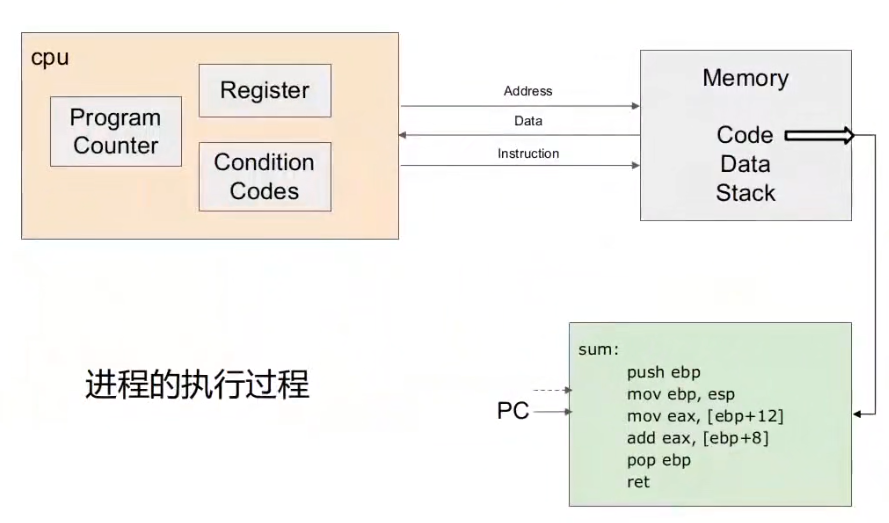 cpu
Program
Counter
Register
Condition
Codes
Address
Data
Instruction
Memory
Code
Data
Stack
进程的执行过程
PC
sum:
push ebp
mov ebp, esp
mov eax, [ebp+12]
add eax, [ebp+8]
pop ebp
ret